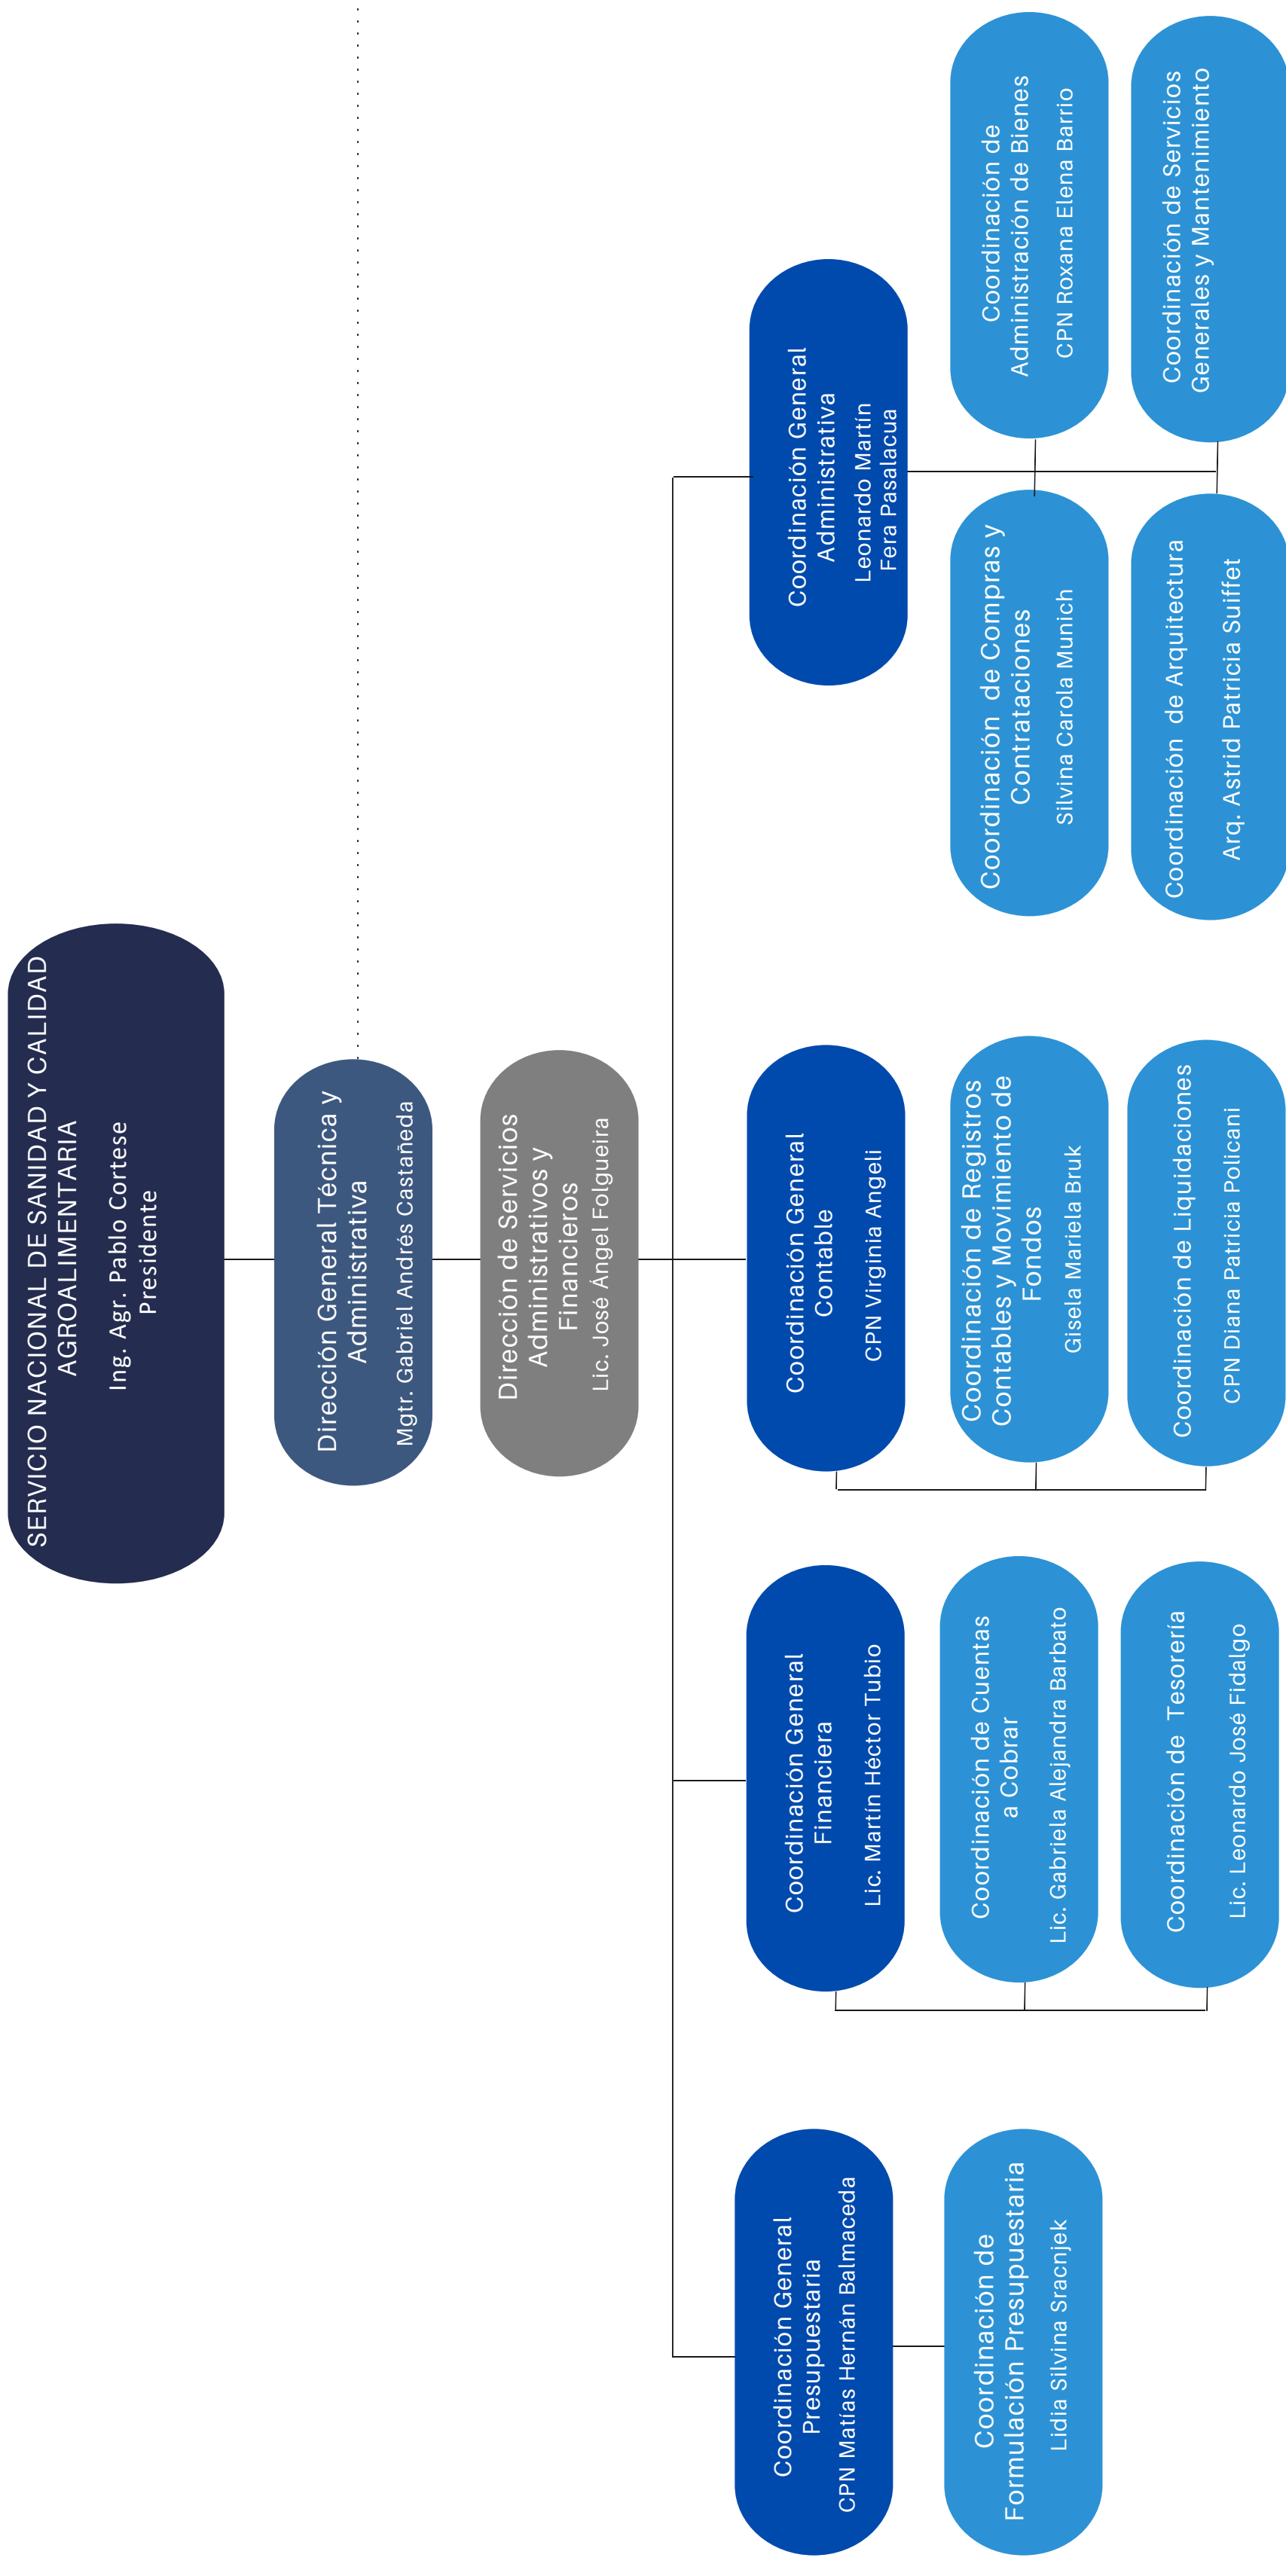 SERVICIO NACIONAL DE SANIDAD Y CALIDAD
AGROALIMENTARIA
Ing. Agr. Pablo Cortese
Presidente
Dirección General Técnica y
Administrativa
Mgtr. Gabriel Andrés Castañeda
Dirección de Servicios
Administrativos y
Financieros
Lic. José Ángel Folgueira
Coordinación General
Presupuestaria
CPN Matías Hernán Balmaceda
Coordinación de
Formulación Presupuestaria
Lidia Silvina Sracnjek
Coordinación General
Financiera
Lic. Martín Héctor Tubio
Coordinación de Cuentas
a Cobrar
Lic. Gabriela Alejandra Barbato
Coordinación de Tesorería
Lic. Leonardo José Fidalgo
Coordinación General
Contable
CPN Virginia Angeli
Coordinación de Registros
Contables y Movimiento de
Fondos
Gisela Mariela Bruk
Coordinación de Liquidaciones
CPN Diana Patricia Policani
Coordinación General
Administrativa
Leonardo Martín
Fera Pasalacua
Coordinación de Compras y
Contrataciones
Silvina Carola Munich
Coordinación de
Administración de Bienes
CPN Roxana Elena Barrio
Coordinación de Arquitectura
Arq. Astrid Patricia Suiffet
Coordinación de Servicios
Generales y Mantenimiento